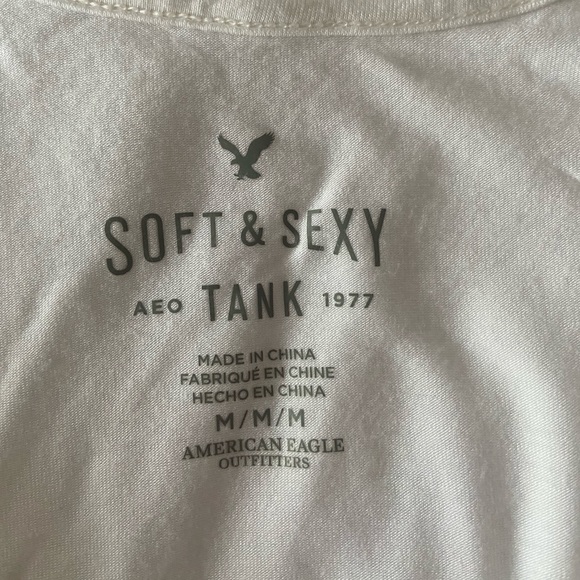 SOFT & SEXY
AEO TANK 1977
MADE IN CHINA
FABRIQUÉ EN CHINE
HECHO EN CHINA
M/M/M
AMERICAN EAGLE
OUTFITTERS